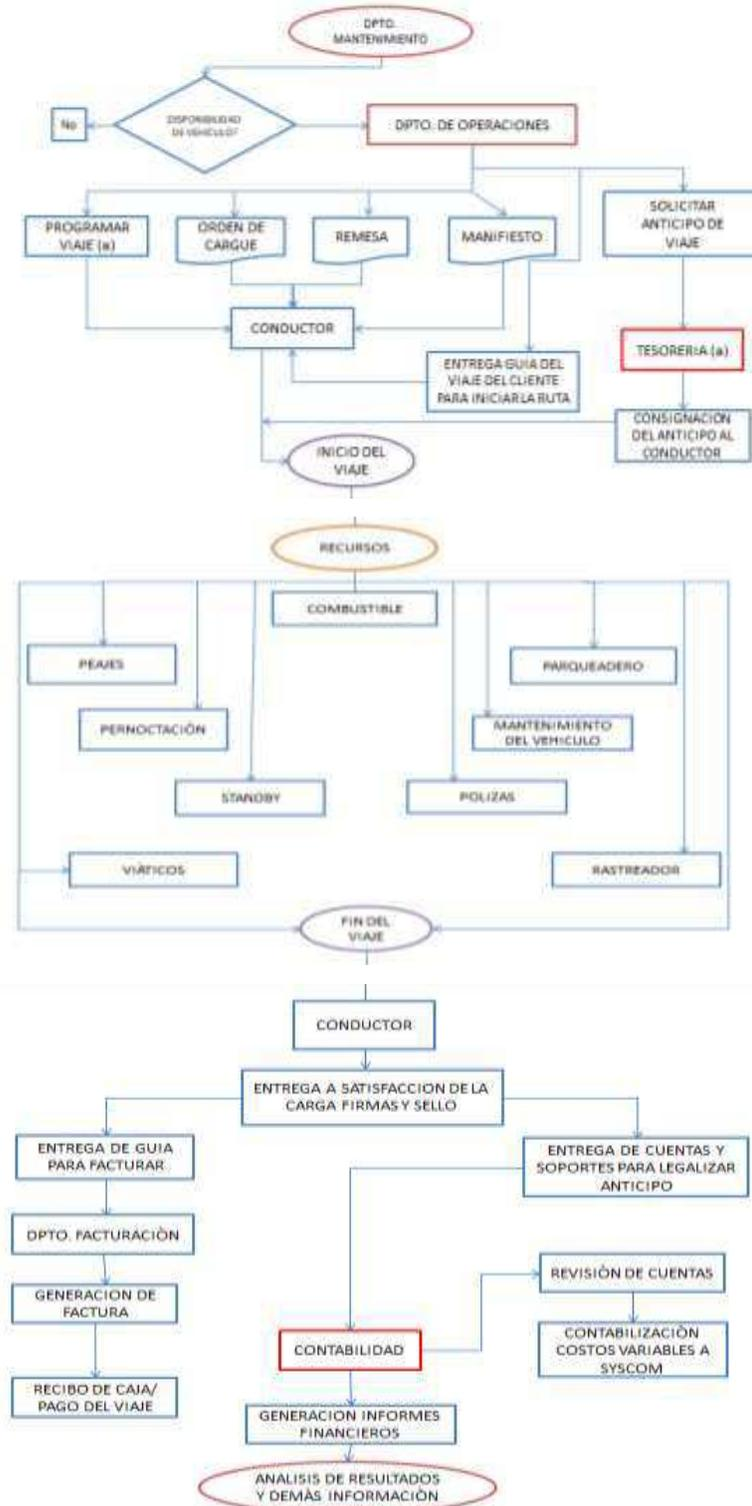 DPTO.
MANTENIMIENTO
DISPONIBILIDAD
DE VEHICULO?
No
DPTO. DE OPERACIONES
PROGRAMAR
VIAJE (a)
ORDEN DE
CARGUE
REMESA
MANIFIESTO
SOLICITAR
ANTICIPO DE
VIAJE
CONDUCTOR
TESORERIA (a)
ENTREGA GUIA DEL
VIAJE DEL CLIENTE
PARA INICIAR LA RUTA
CONSIGNACION
DEL ANTICIPO AL
CONDUCTOR
INICIO DEL
VIAJE
RECURSOS
COMBUSTIBLE
PEAJES
PARQUEADERO
PERNOCTACIÓN
MANTENIMIENTO
DEL VEHICULO
STANDBY
POLIZAS
VIÁTICOS
RASTREADOR
FIN DEL
VIAJE
CONDUCTOR
ENTREGA A SATISFACCION DE LA
CARGA FIRMAS Y SELLO
ENTREGA DE GUIA
PARA FACTURAR
ENTREGA DE CUENTAS Y
SOPORTES PARA LEGALIZAR
ANTICIPO
DPTO. FACTURACIÒN
REVISIÒN DE CUENTAS
GENERACION DE
FACTURA
CONTABILIDAD
CONTABILIZACIÒN
COSTOS VARIABLES A
SYSCOM
RECIBO DE CAJA/
PAGO DEL VIAJE
GENERACION INFORMES
FINANCIEROS
ANALISIS DE RESULTADOS
Y DEMÀS INFORMACIÒN